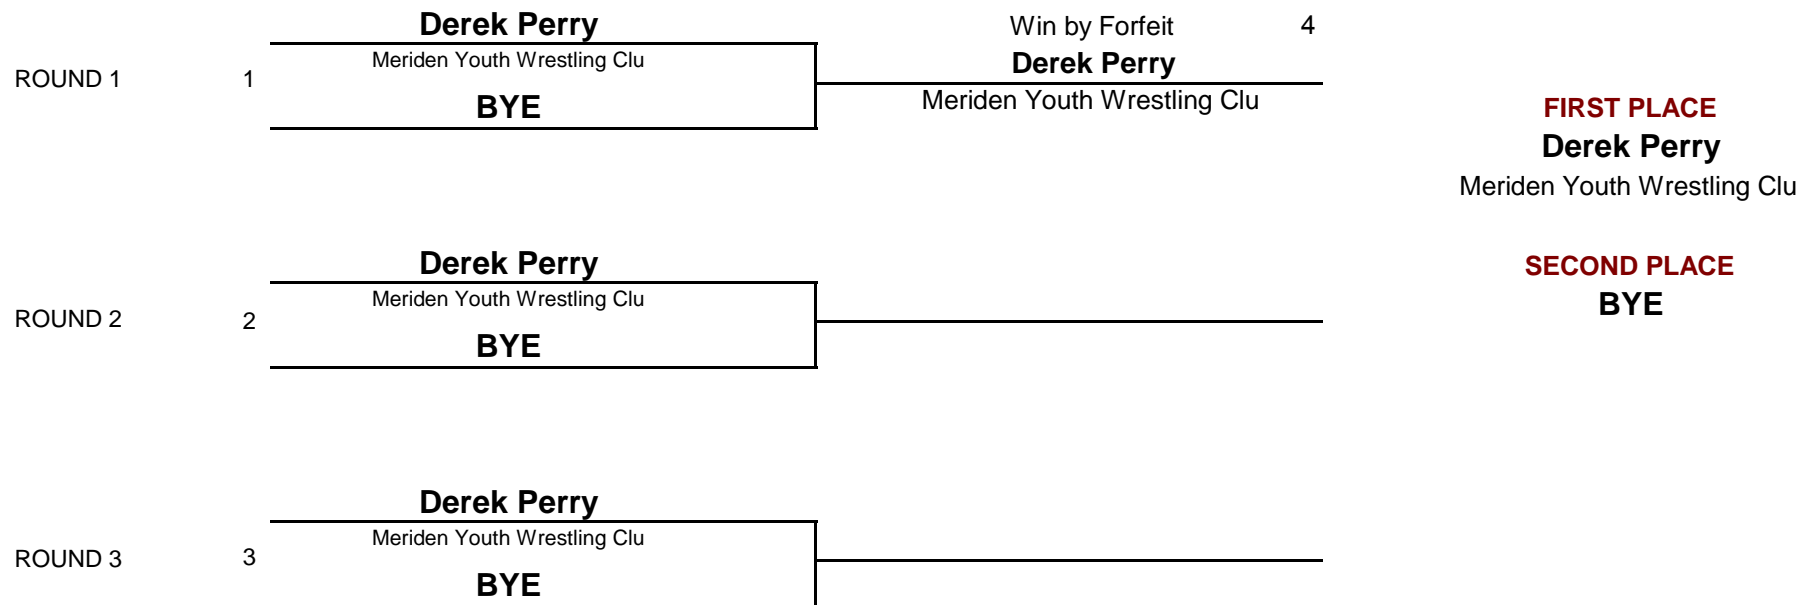 Derek Perry
Meriden Youth Wrestling Clu
ROUND 1 1
BYE
Win by Forfeit 4
Derek Perry
Meriden Youth Wrestling Clu
FIRST PLACE
Derek Perry
Meriden Youth Wrestling Clu
Derek Perry
Meriden Youth Wrestling Clu
ROUND 2 2
BYE
SECOND PLACE
BYE
Derek Perry
Meriden Youth Wrestling Clu
ROUND 3 3
BYE